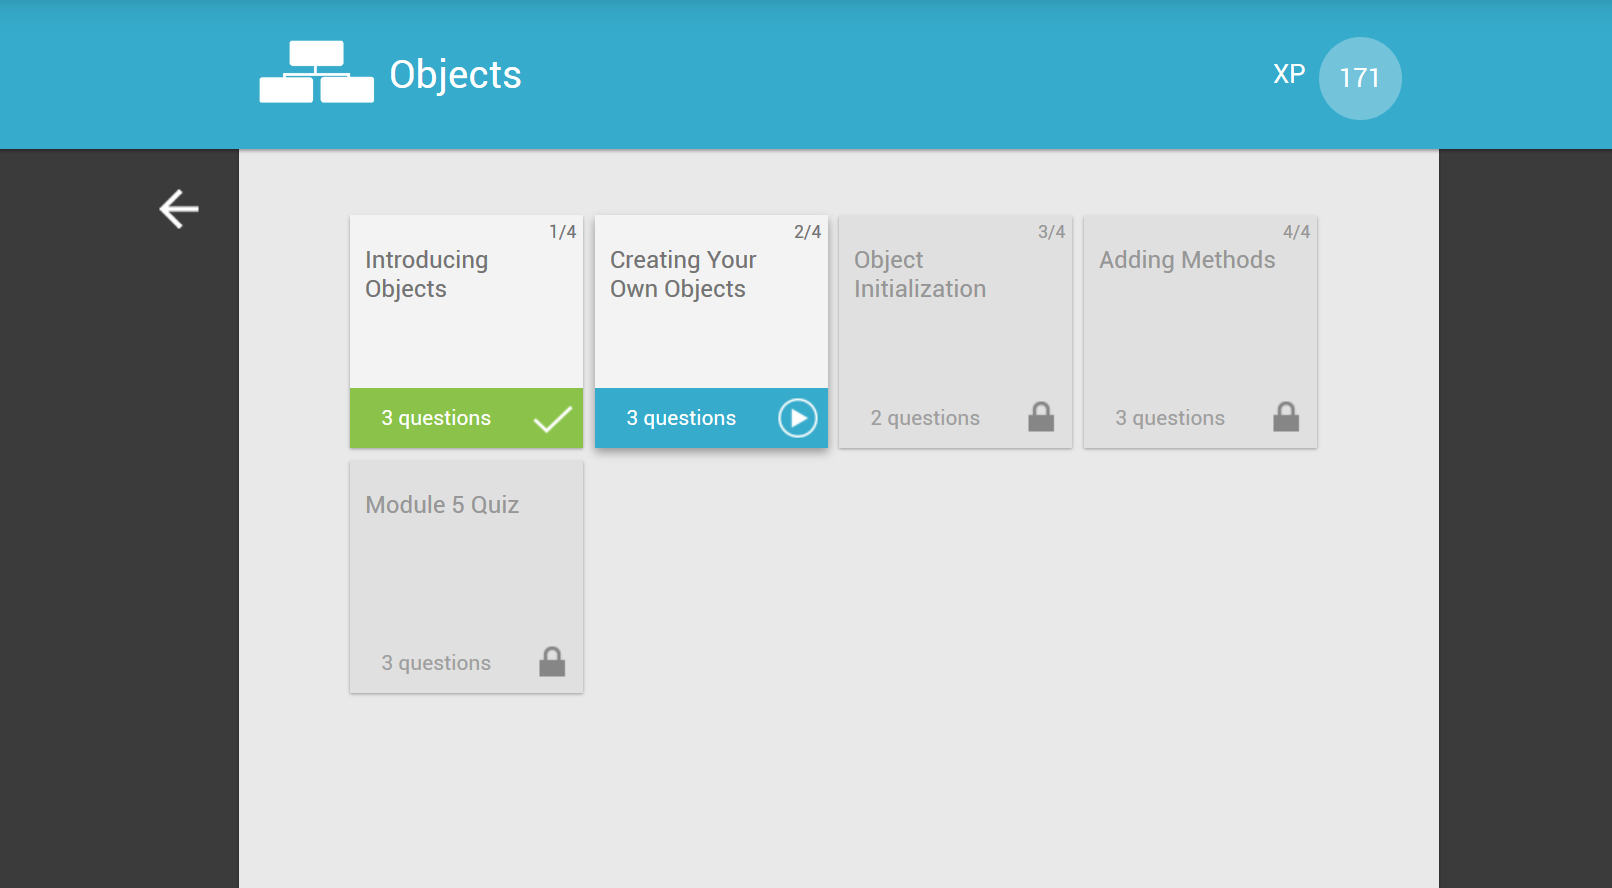 Objects
XP 171
1/4
Introducing
Objects
3 questions
2/4
Creating Your
Own Objects
3 questions
3/4
Object
Initialization
2 questions
4/4
Adding Methods
3 questions
Module 5 Quiz
3 questions